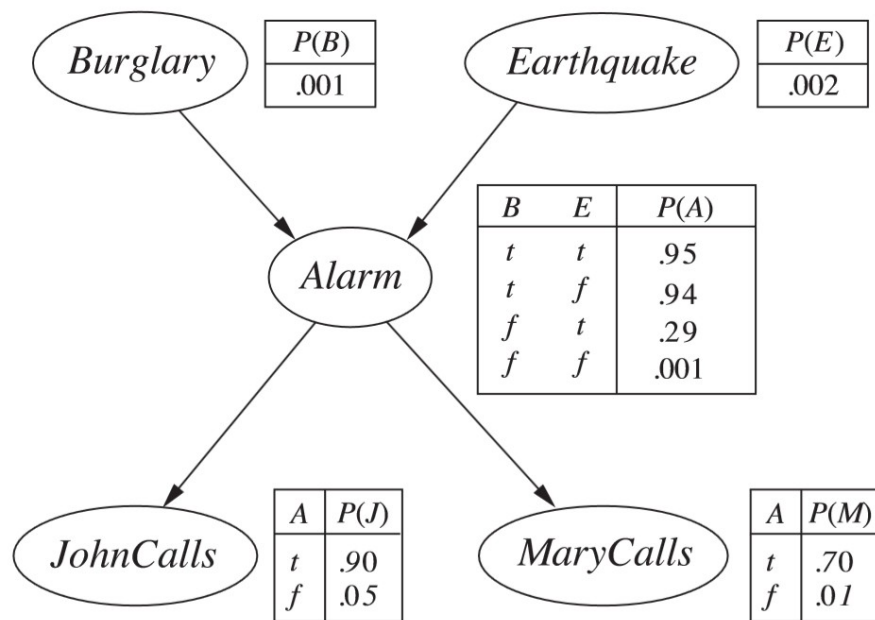 Burglary
P(B)
.001
Earthquake
P(E)
.002
Alarm
B E P(A)
t t .95
t f .94
f t .29
f f .001
JohnCalls
A P(J)
t .90
f .05
MaryCalls
A P(M)
t .70
f .01